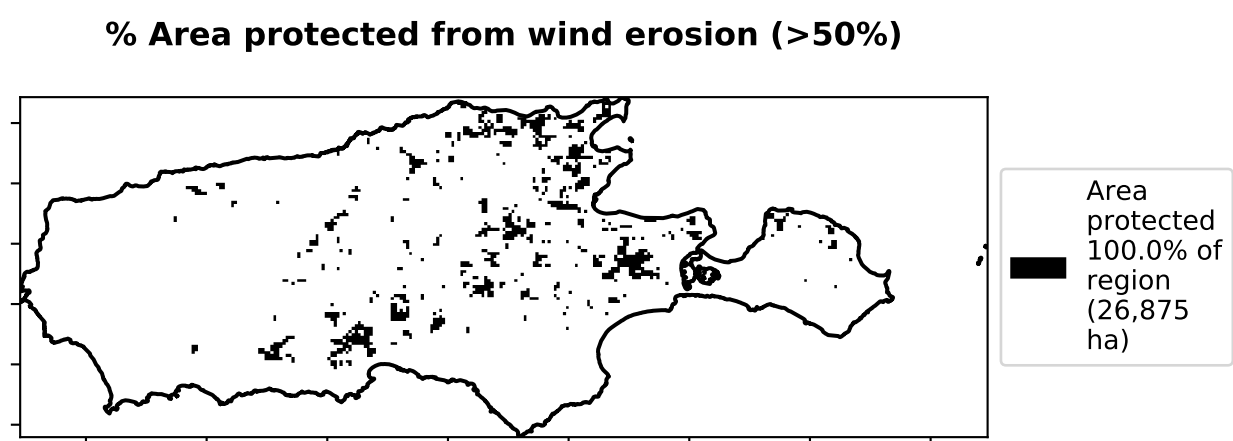 % Area protected from wind erosion (>50%)
Area
protected
100.0% of
region
(26,875
ha)